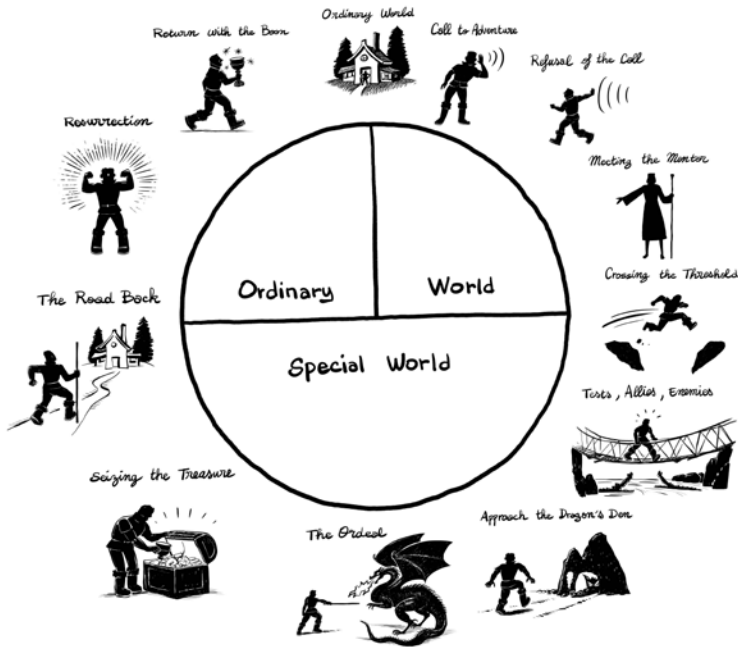 Ordinary World
Return with the Boon
Call to Adventure
Refusal of the Call
Resurrection
Meeting the Mentor
Crossing the Threshold
Ordinary World
The Road Back
Special World
Tests, Allies, Enemies
Seizing the Treasure
Approach the Dragon's Den
The Ordeal